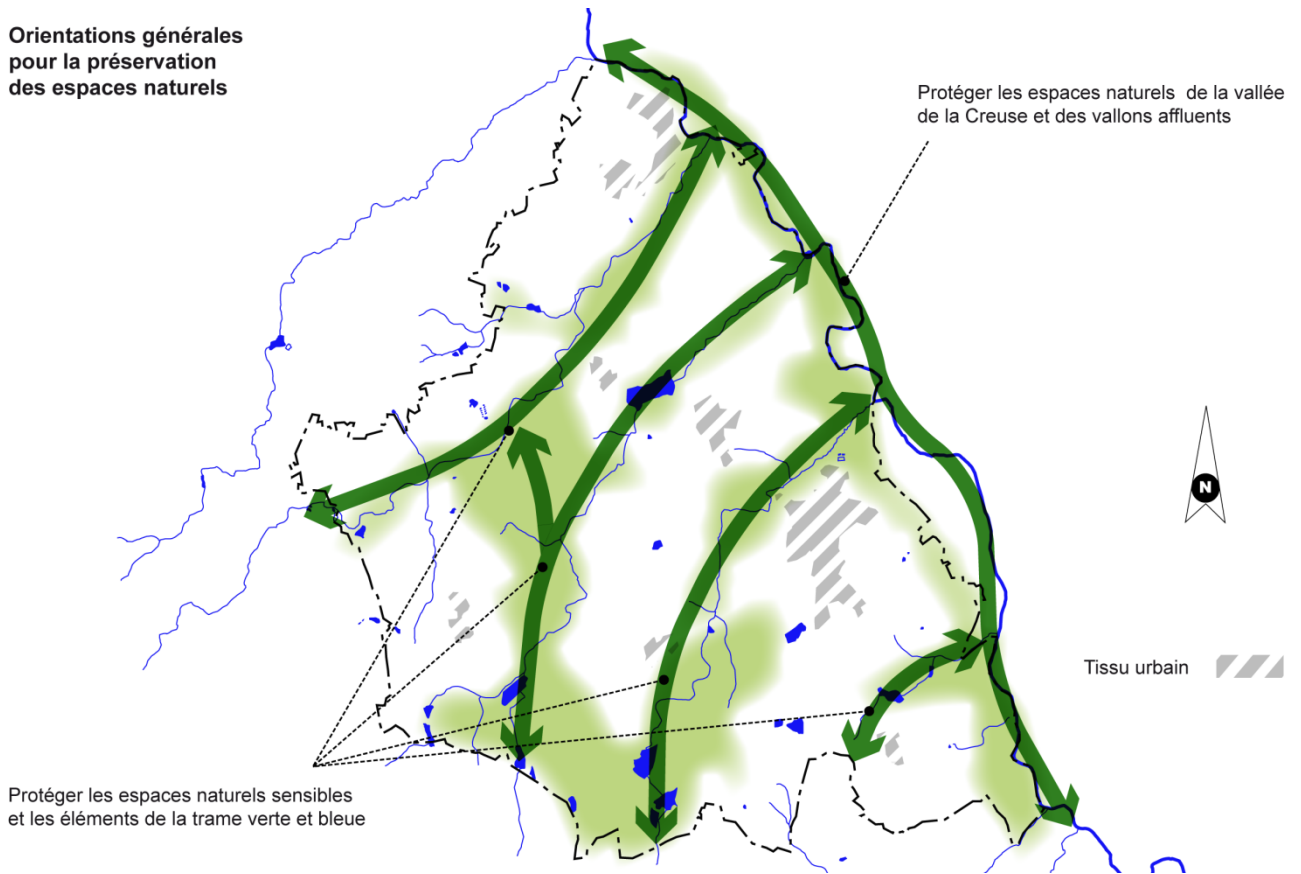 Orientations générales
pour la préservation
des espaces naturels
Protéger les espaces naturels de la vallée
de la Creuse et des vallons affluents
N
Tissu urbain
Protéger les espaces naturels sensibles
et les éléments de la trame verte et bleue